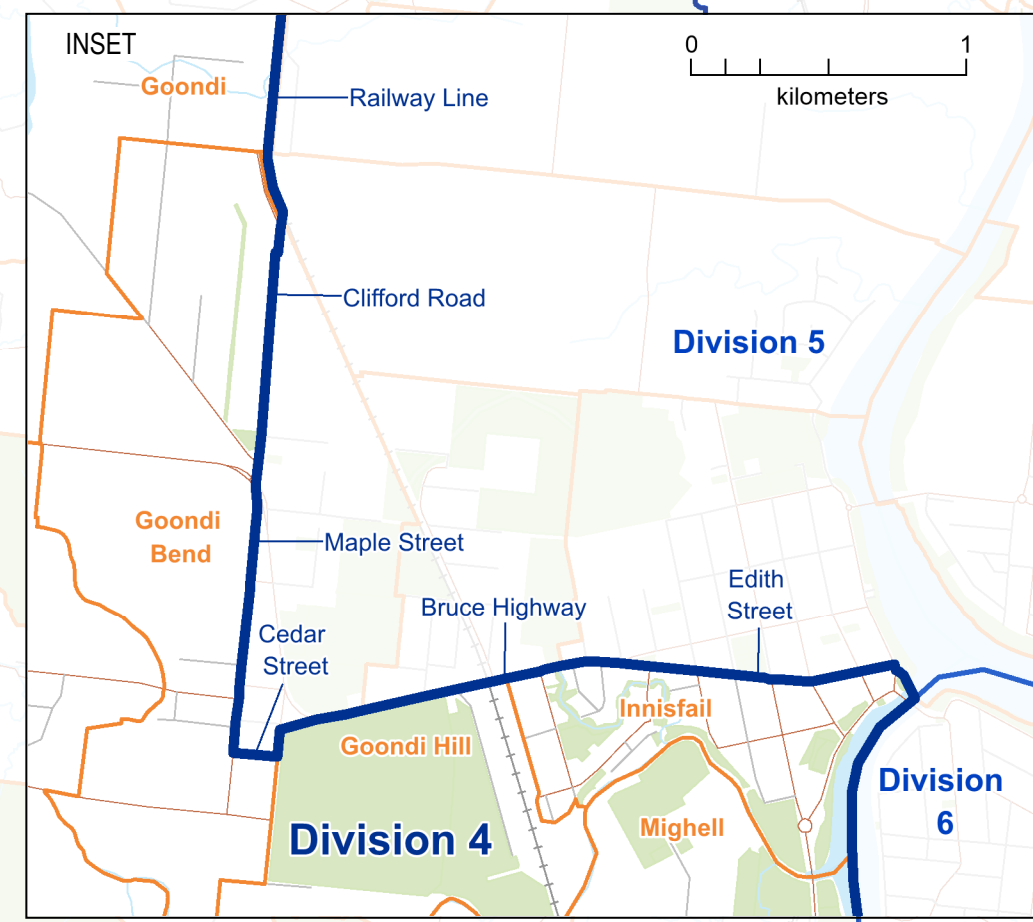 INSET
0 1
kilometers
Goondi
Railway Line
Clifford Road
Division 5
Goondi
Bend
Maple Street
Bruce Highway
Edith
Street
Cedar
Street
Innisfail
Goondi Hill
Division
6
Mighell
Division 4